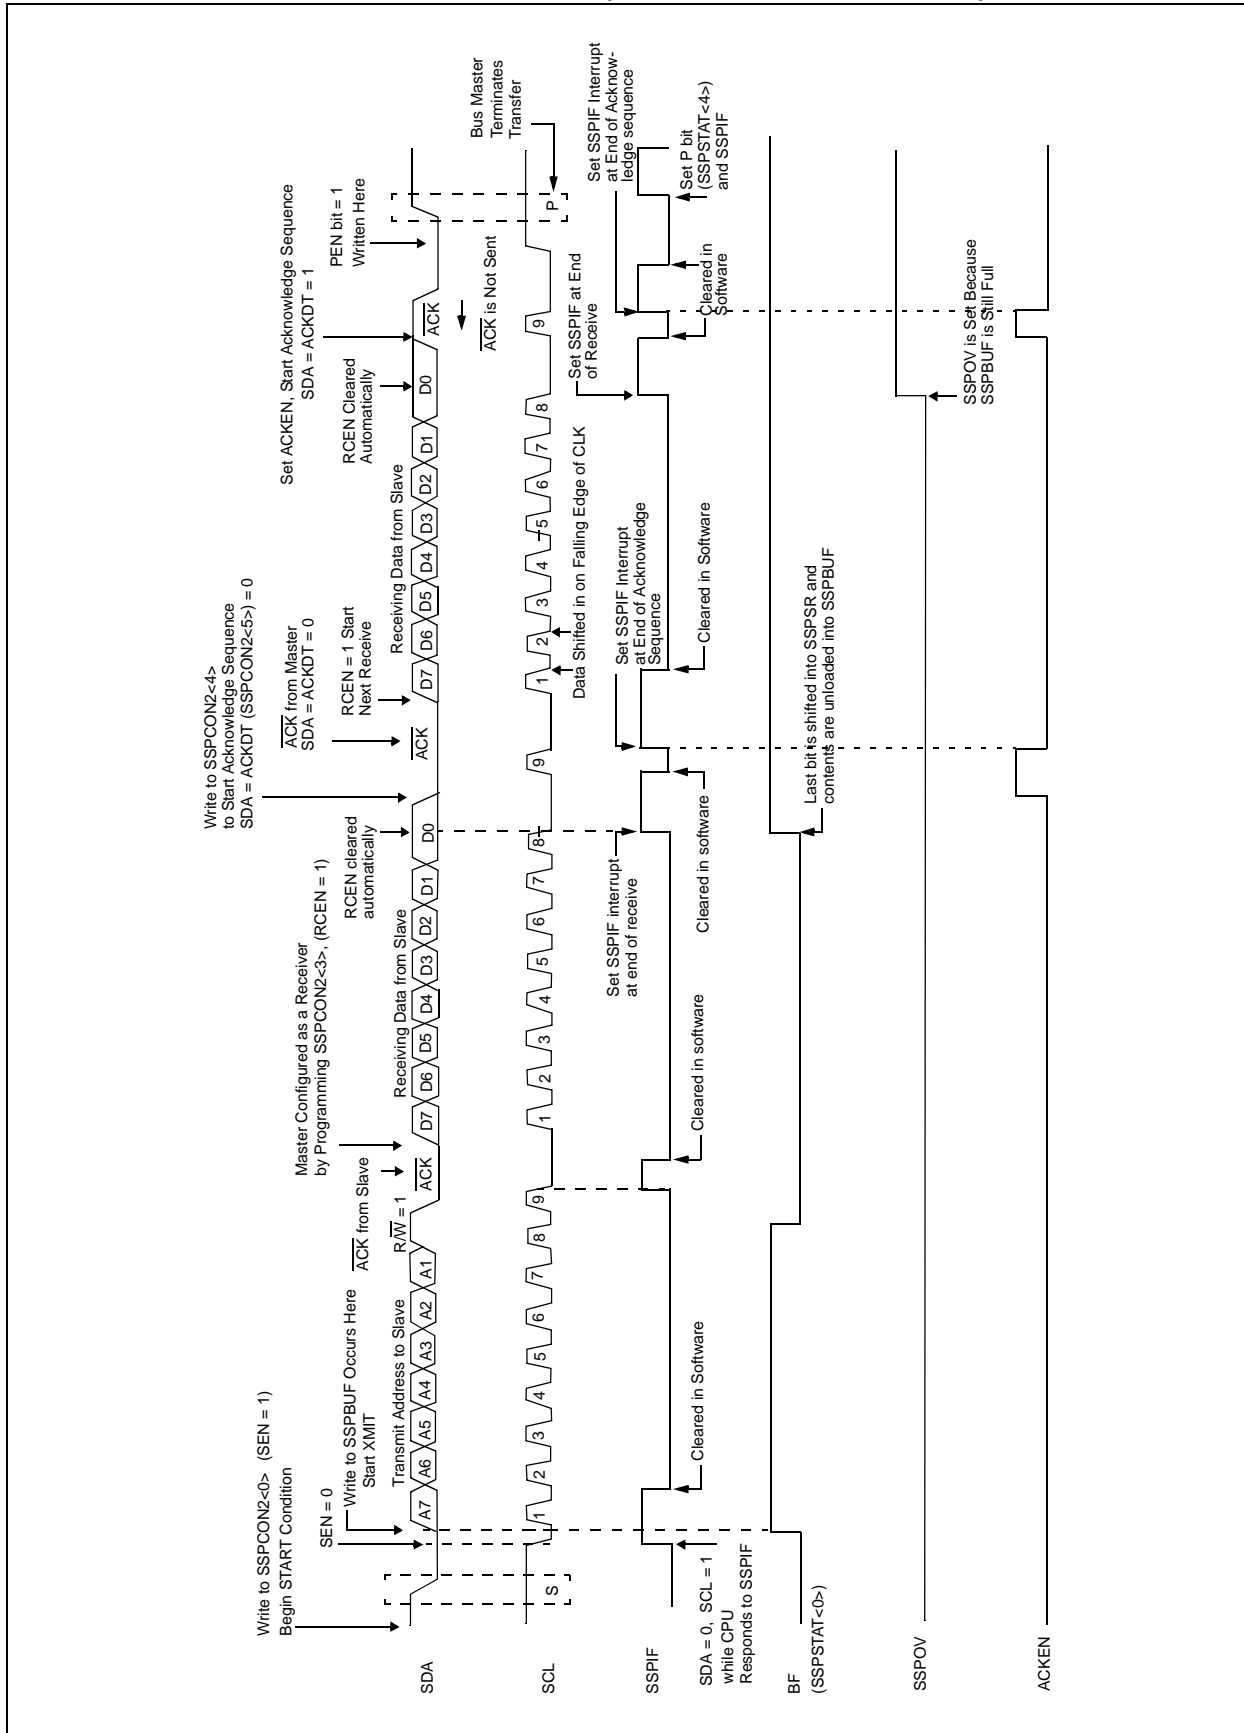 Write to SSPCON2<0> (SEN = 1)
Begin START Condition
SEN = 0
Write to SSPBUF Occurs Here
Start XMIT
Transmit Address to Slave
R/W = 1
ACK from Slave
Master Configured as a Receiver
by Programming SSPCON2<3>, (RCEN = 1)
Receiving Data from Slave
RCEN cleared
automatically
Write to SSPCON2<4>
to Start Acknowledge Sequence
SDA = ACKDT (SSPCON2<5>) = 0
ACK from Master
SDA = ACKDT = 0
RCEN = 1 Start
Next Receive
Receiving Data from Slave
RCEN Cleared
Automatically
Set ACKEN, Start Acknowledge Sequence
SDA = ACKDT = 1
PEN bit = 1
Written Here
SDA
A7 A6 A5 A4 A3 A2 A1
ACK
D7 D6 D5 D4 D3 D2 D1 D0
ACK
D7 D6 D5 D4 D3 D2 D1 D0
ACK
ACK is Not Sent
Bus Master
Terminates
Transfer
SCL
S
1 2 3 4 5 6 7 8 9
1 2 3 4 5 6 7 8 9
1 2 3 4 5 6 7 8 9
P
Data Shifted in on Falling Edge of CLK
Set SSPIF interrupt
at end of receive
Set SSPIF Interrupt
at End of Acknowledge
Sequence
Set SSPIF at End
of Receive
Set SSPIF Interrupt
at End of Acknow-
ledge sequence
SSPIF
SDA = 0, SCL = 1
while CPU
Responds to SSPIF
Cleared in Software
Cleared in software
Cleared in software
Cleared in Software
Cleared in
Software
Set P bit
(SSPSTAT<4>)
and SSPIF
BF
(SSPSTAT<0>)
Last bit is shifted into SSPSR and
contents are unloaded into SSPBUF
SSPOV
SSPOV is Set Because
SSPBUF is Still Full
ACKEN